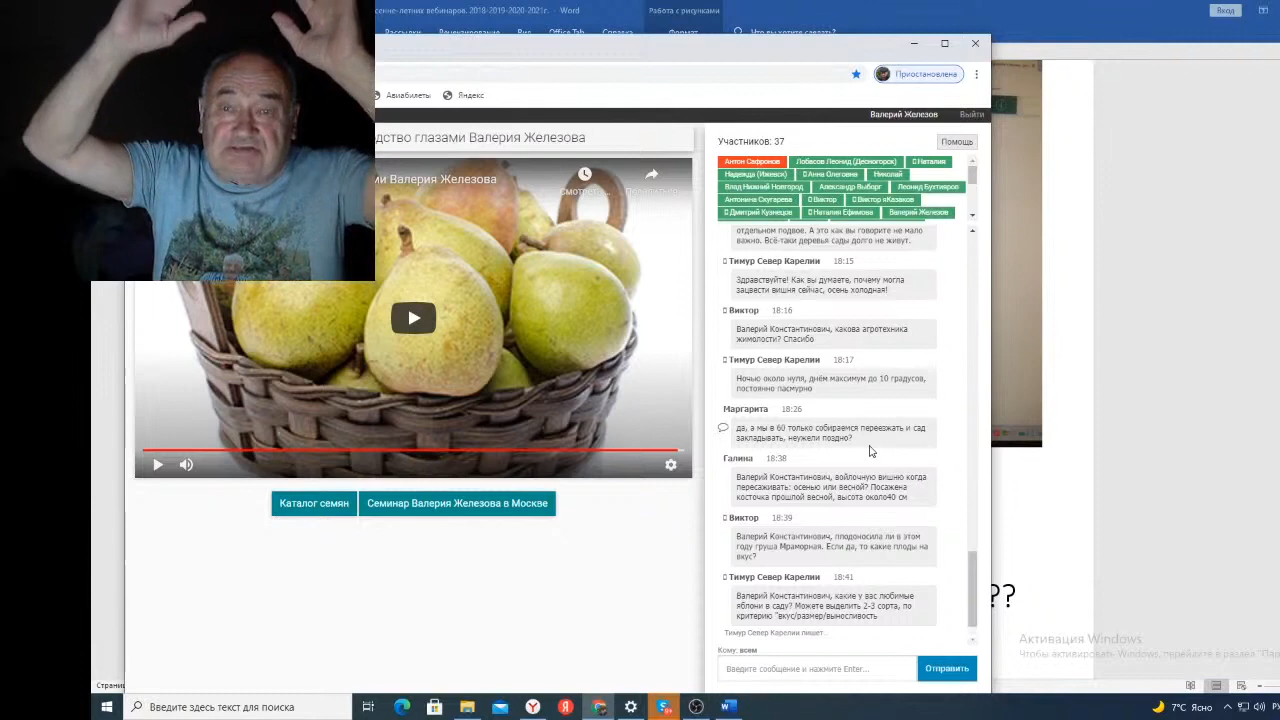 сенне-летних вебинаров. 2018-2019-2020-2021г. - Word
Работа с рисунками
Вход
Рассылки Рецензирование Вид Office Tab Справка Формат Что вы хотите сделать?
Приостановлена
Авиабилеты Яндекс
Валерий Железов Выйти
дство глазами Валерия Железова
Участников: 37
Помощь
ми Валерия Железова
Антон Сафронов Лобасов Леонид (Десногорск) Наталия
Надежда (Ижевск) Анна Олеговна Николай
Влад Нижний Новгород Александр Выборг Леонид Бухтияров
Антонина Скугарева Виктор Виктор яКазаков
Дмитрий Кузнецов Наталия Ефимова Валерий Железов
отдельном подвое. А это как вы говорите не мало
важно. Всё-таки деревья сады долго не живут.
Тимур Север Карелии 18:15
Здравствуйте! Как вы думаете, почему могла
зацвести вишня сейчас, осень холодная!
Виктор 18:16
Валерий Константинович, какова агротехника
жимолости? Спасибо
Тимур Север Карелии 18:17
Ночью около нуля, днём максимум до 10 градусов,
постоянно пасмурно
Маргарита 18:26
да, а мы в 60 только собираемся переезжать и сад
закладывать, неужели поздно?
Галина 18:38
Валерий Константинович, войлочную вишню когда
пересаживать: осенью или весной? Посажена
косточка прошлой весной, высота около40 см
Виктор 18:39
Валерий Константинович, плодоносила ли в этом
году груша Мраморная. Если да, то какие плоды на
вкус?
Тимур Север Карелии 18:41
Валерий Константинович, какие у вас любимые
яблони в саду? Можете выделить 2-3 сорта, по
критерию "вкус/размер/выносливость
Тимур Север Карелии пишет..
Кому: всем
Введите сообщение и нажмите Enter...
Отправить
Каталог семян
Семинар Валерия Железова в Москве
??
Активация Windows
Чтобы активировать Windows, перейдите в раздел "Пар
Страниц
Введите здесь текст для поиска
7°C Ясно